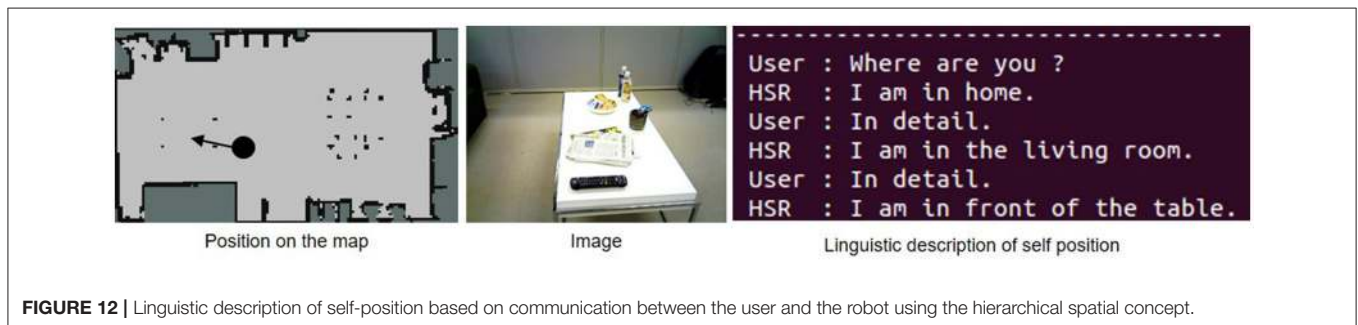 ------------------------------------
User : Where are you ?
HSR : I am in home.
User : In detail.
HSR : I am in the living room.
User : In detail.
HSR : I am in front of the table.
Position on the map
Image
Linguistic description of self position
FIGURE 12 | Linguistic description of self-position based on communication between the user and the robot using the hierarchical spatial concept.